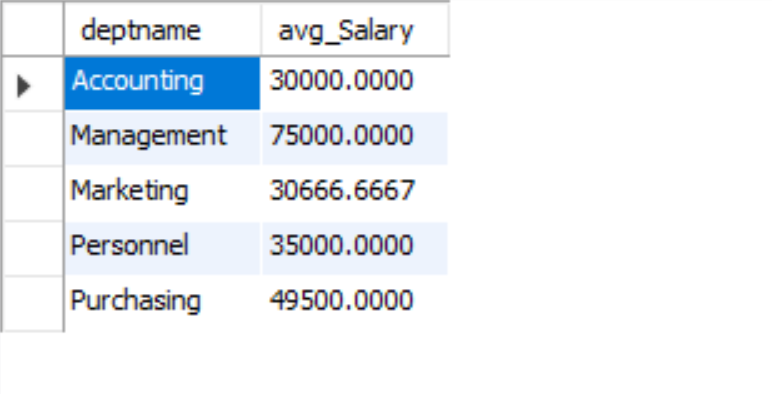 deptname avg_Salary
Accounting 30000.0000
Management 75000.0000
Marketing 30666.6667
Personnel 35000.0000
Purchasing 49500.0000